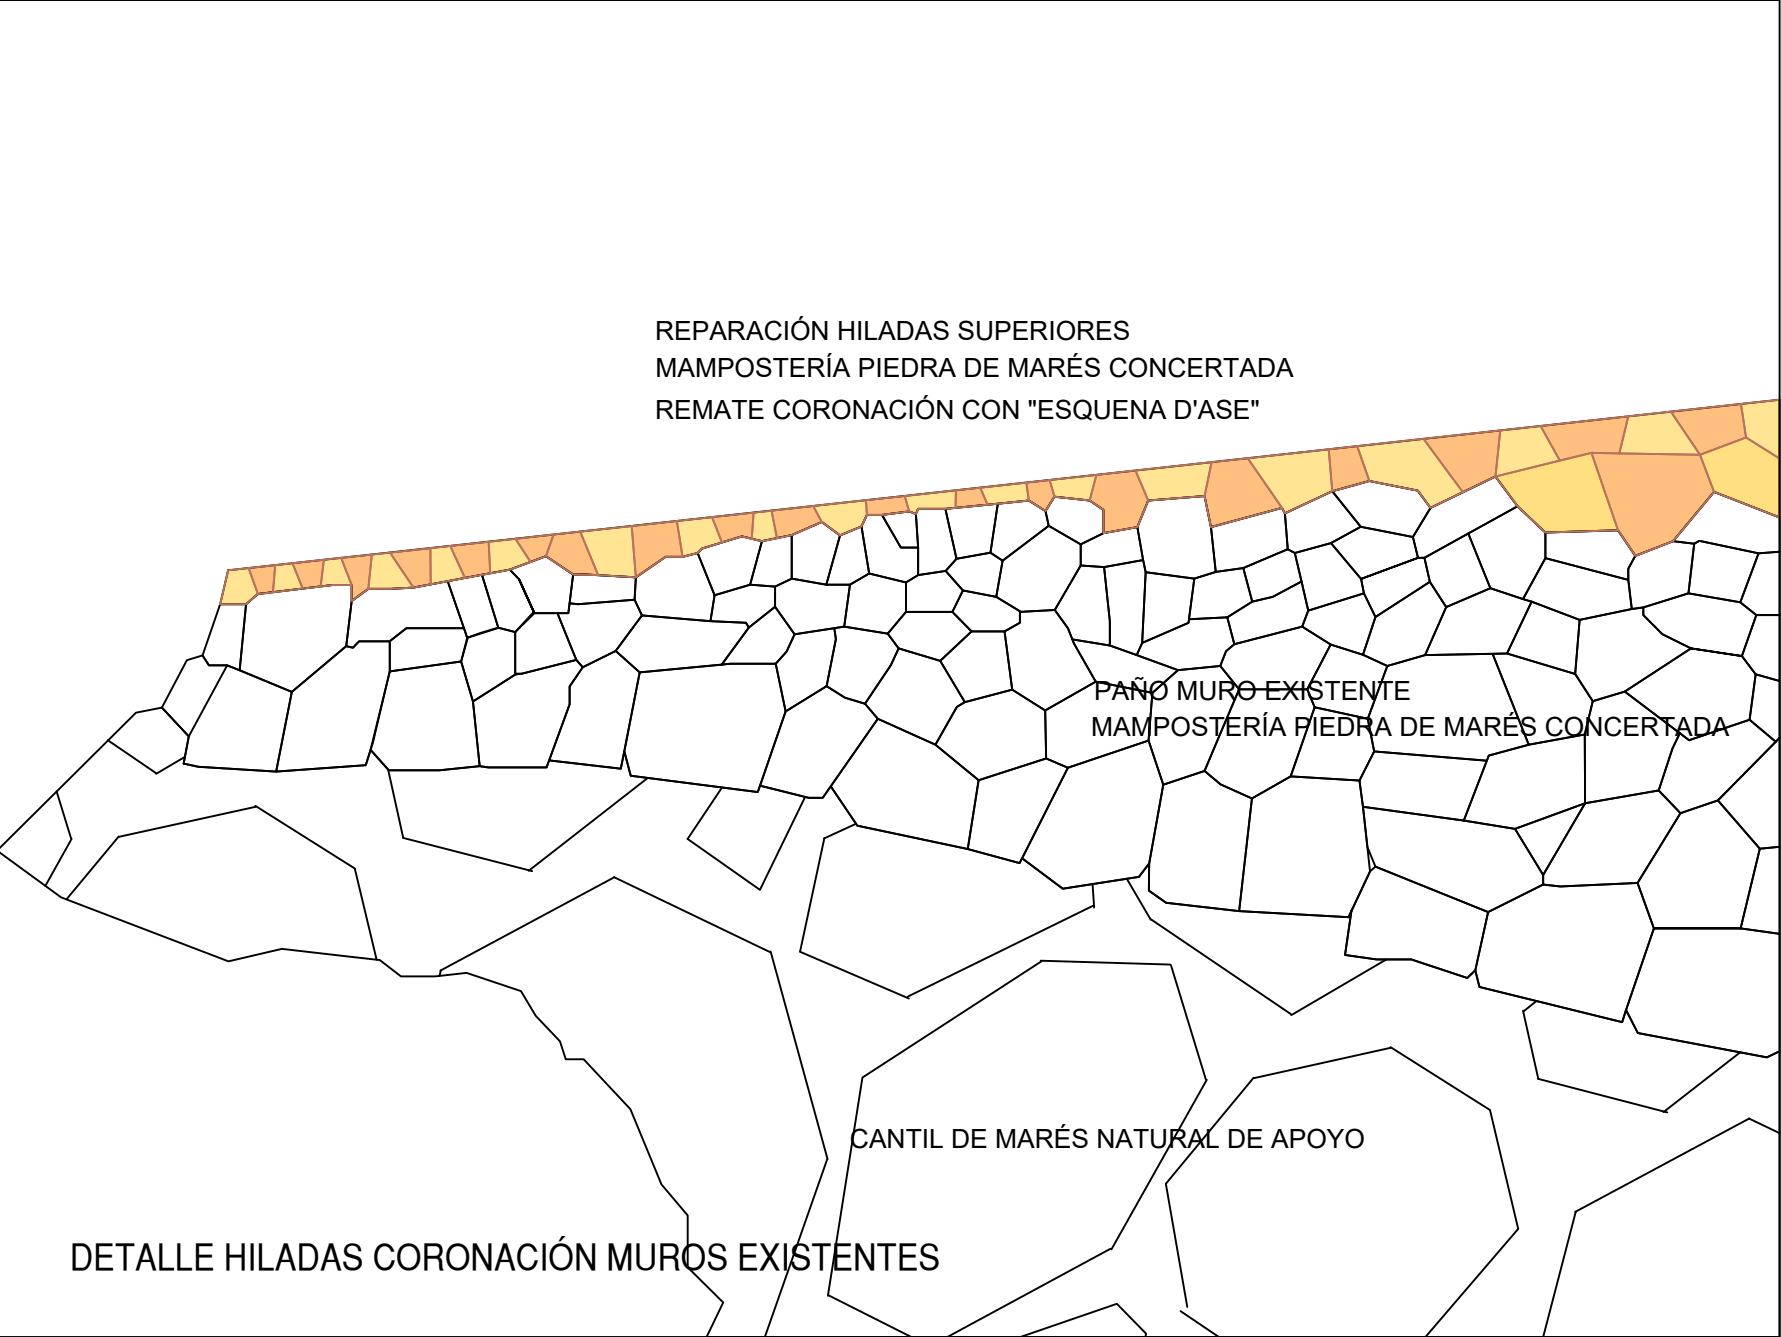 REPARACIÓN HILADAS SUPERIORES
MAMPOSTERÍA PIEDRA DE MARÉS CONCERTADA
REMATE CORONACIÓN CON "ESQUENA D'ASE"
PAÑO MURO EXISTENTE
MAMPOSTERÍA PIEDRA DE MARÉS CONCERTADA
CANTIL DE MARÉS NATURAL DE APOYO
DETALLE HILADAS CORONACIÓN MUROS EXISTENTES